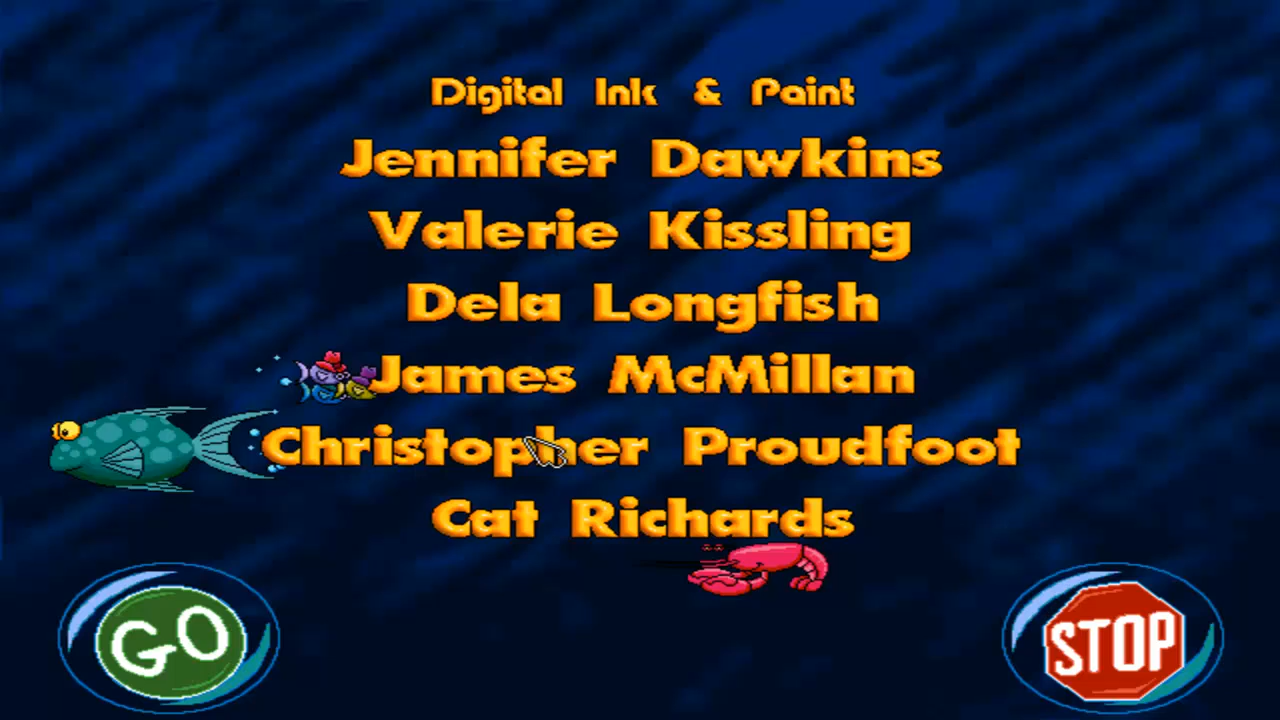 Digital Ink & Paint
Jennifer Dawkins
Valerie Kissling
Dela Longfish
James McMillan
Christopher Proudfoot
Cat Richards
GO
STOP